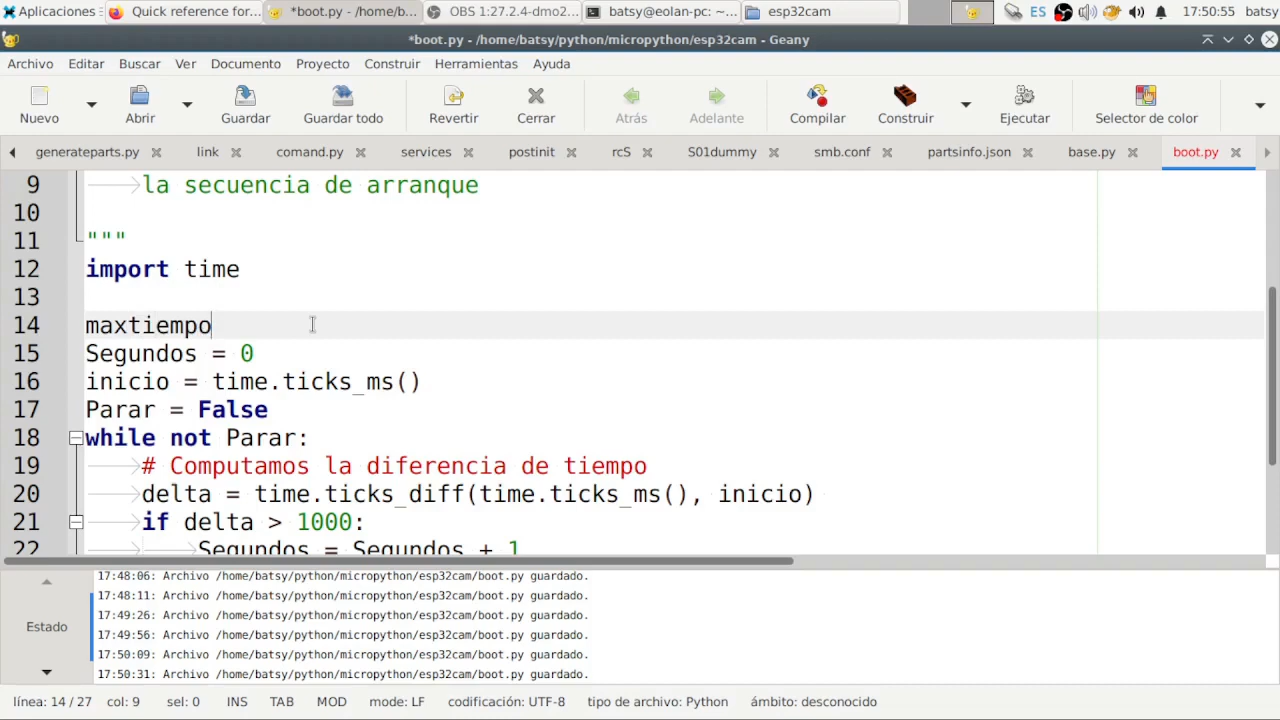 Aplicaciones
Quick reference for...
*boot.py - /home/b...
OBS 1:27.2.4-dmo2...
batsy@eolan-pc: ~...
esp32cam
ES
17:50:55
batsy
*boot.py - /home/batsy/python/micropython/esp32cam - Geany
Archivo Editar Buscar Ver Documento Proyecto Construir Herramientas Ayuda
Nuevo Abrir Guardar Guardar todo Revertir Cerrar Atrás Adelante Compilar Construir Ejecutar Selector de color
generateparts.py link comand.py services postinit rcS S01dummy smb.conf partsinfo.json base.py boot.py
9 la secuencia de arranque
10
11 """
12 import time
13
14 maxtiempo
15 Segundos = 0
16 inicio = time.ticks_ms()
17 Parar = False
18 while not Parar:
19 # Computamos la diferencia de tiempo
20 delta = time.ticks_diff(time.ticks_ms(), inicio)
21 if delta > 1000:
22 Segundos = Segundos + 1
Estado
17:48:06: Archivo /home/batsy/python/micropython/esp32cam/boot.py guardado.
17:48:11: Archivo /home/batsy/python/micropython/esp32cam/boot.py guardado.
17:49:26: Archivo /home/batsy/python/micropython/esp32cam/boot.py guardado.
17:49:56: Archivo /home/batsy/python/micropython/esp32cam/boot.py guardado.
17:50:09: Archivo /home/batsy/python/micropython/esp32cam/boot.py guardado.
17:50:31: Archivo /home/batsy/python/micropython/esp32cam/boot.py guardado.
línea: 14 / 27 col: 9 sel: 0 INS TAB MOD mode: LF codificación: UTF-8 tipo de archivo: Python ámbito: desconocido